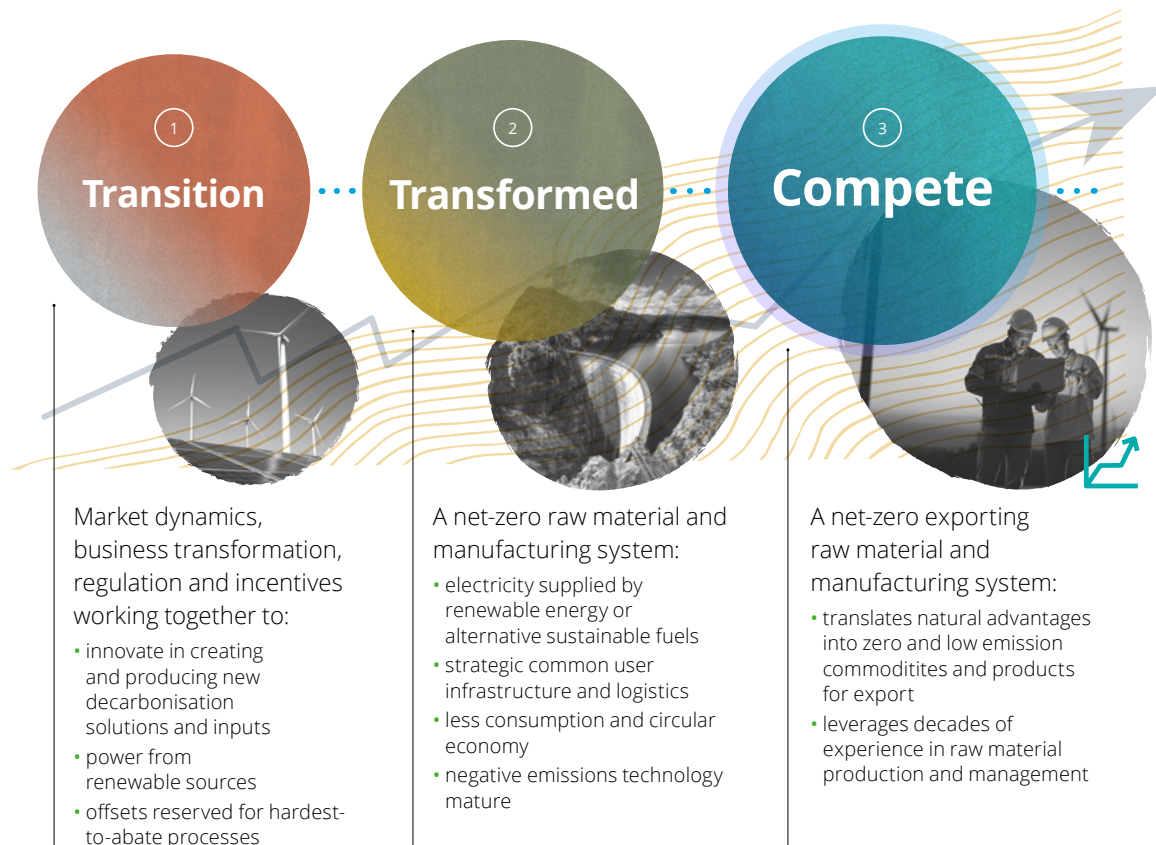 1
Transition
2
Transformed
3
Compete
Market dynamics,
business transformation,
regulation and incentives
working together to:
• innovate in creating
and producing new
decarbonisation
solutions and inputs
• power from
renewable sources
• offsets reserved for hardest-
to-abate processes
A net-zero raw material and
manufacturing system:
• electricity supplied by
renewable energy or
alternative sustainable fuels
• strategic common user
infrastructure and logistics
• less consumption and circular
economy
• negative emissions technology
mature
A net-zero exporting
raw material and
manufacturing system:
• translates natural advantages
into zero and low emission
commoditites and products
for export
• leverages decades of
experience in raw material
production and management